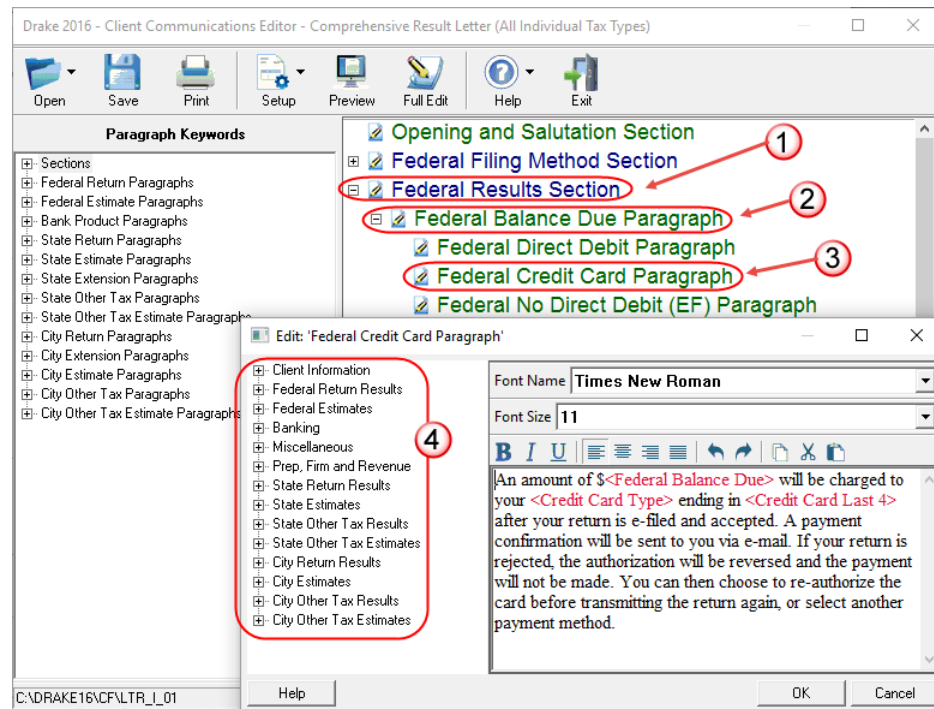 Drake 2016 - Client Communications Editor - Comprehensive Result Letter (All Individual Tax Types)
Open Save Print Setup Preview Full Edit Help Exit
Paragraph Keywords
Sections
Federal Return Paragraphs
Federal Estimate Paragraphs
Bank Product Paragraphs
State Return Paragraphs
State Estimate Paragraphs
State Extension Paragraphs
State Other Tax Paragraphs
State Other Tax Estimate Paragraphs
City Return Paragraphs
City Extension Paragraphs
City Estimate Paragraphs
City Other Tax Paragraphs
City Other Tax Estimate Paragraphs
Opening and Salutation Section
Federal Filing Method Section
1
Federal Results Section
Federal Balance Due Paragraph
2
Federal Direct Debit Paragraph
Federal Credit Card Paragraph
3
Federal No Direct Debit (EF) Paragraph
Edit: 'Federal Credit Card Paragraph'
Client Information
Federal Return Results
Federal Estimates
Banking
Miscellaneous
Prep, Firm and Revenue
State Return Results
State Estimates
State Other Tax Results
State Other Tax Estimates
City Return Results
City Estimates
City Other Tax Results
City Other Tax Estimates
4
Font Name Times New Roman
Font Size 11
B I U
An amount of $<Federal Balance Due> will be charged to
your <Credit Card Type> ending in <Credit Card Last 4>
after your return is e-filed and accepted. A payment
confirmation will be sent to you via e-mail. If your return is
rejected, the authorization will be reversed and the payment
will not be made. You can then choose to re-authorize the
card before transmitting the return again, or select another
payment method.
C:\DRAKE16\CF\LTR_I_01
Help OK Cancel